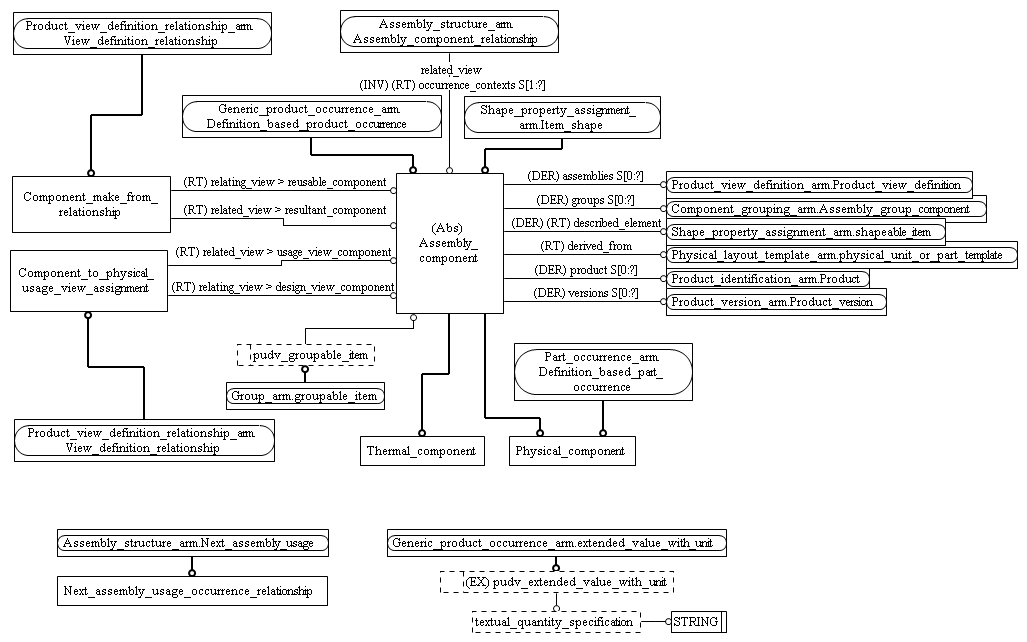 Product_view_definition_relationship_arm.
View_definition_relationship
Assembly_structure_arm.
Assembly_component_relationship
related_view
(INV) (RT) occurrence_contexts S[1:?]
Generic_product_occurrence_arm.
Definition_based_product_occurrence
Shape_property_assignment_
arm.Item_shape
Component_make_from_
relationship
(RT) relating_view > reusable_component
(RT) related_view > resultant_component
(Abs)
Assembly_
component
(DER) assemblies S[0:?]
Product_view_definition_arm.Product_view_definition
(DER) groups S[0:?]
Component_grouping_arm.Assembly_group_component
(DER) (RT) described_element
Shape_property_assignment_arm.shapeable_item
(RT) derived_from
Physical_layout_template_arm.physical_unit_or_part_template
(DER) product S[0:?]
Product_identification_arm.Product
(DER) versions S[0:?]
Product_version_arm.Product_version
Component_to_physical_
usage_view_assignment
(RT) related_view > usage_view_component
(RT) relating_view > design_view_component
pudv_groupable_item
Group_arm.groupable_item
Part_occurrence_arm.
Definition_based_part_
occurrence
Product_view_definition_relationship_arm.
View_definition_relationship
Thermal_component
Physical_component
Assembly_structure_arm.Next_assembly_usage
Next_assembly_usage_occurrence_relationship
Generic_product_occurrence_arm.extended_value_with_unit
(EX) pudv_extended_value_with_unit
textual_quantity_specification
STRING